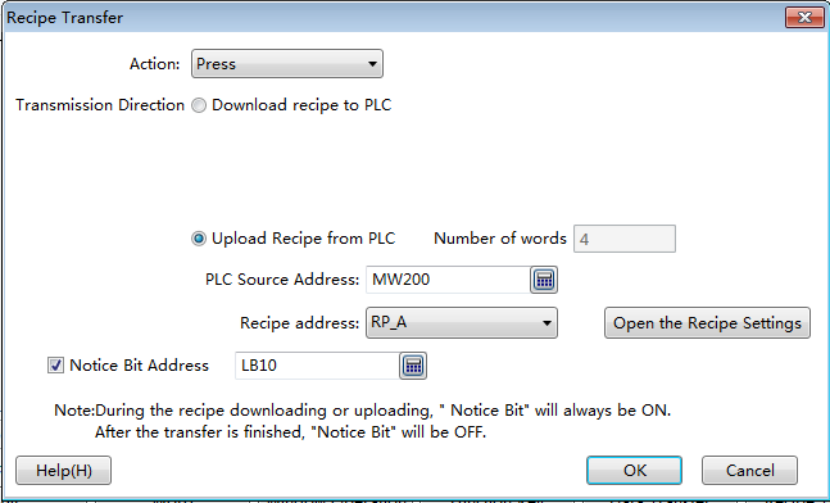 Recipe Transfer
Action: Press
Transmission Direction Download recipe to PLC
Upload Recipe from PLC Number of words 4
PLC Source Address: MW200
Recipe address: RP_A Open the Recipe Settings
Notice Bit Address LB10
Note:During the recipe downloading or uploading, " Notice Bit" will always be ON.
After the transfer is finished, "Notice Bit" will be OFF.
Help(H) OK Cancel